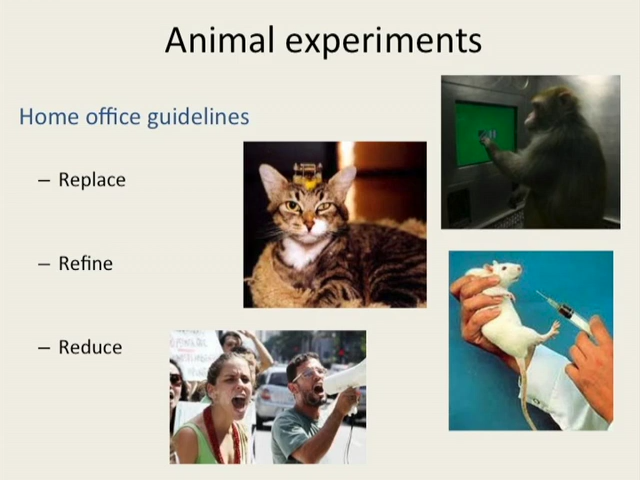 Animal experiments
Home office guidelines
– Replace
– Refine
– Reduce